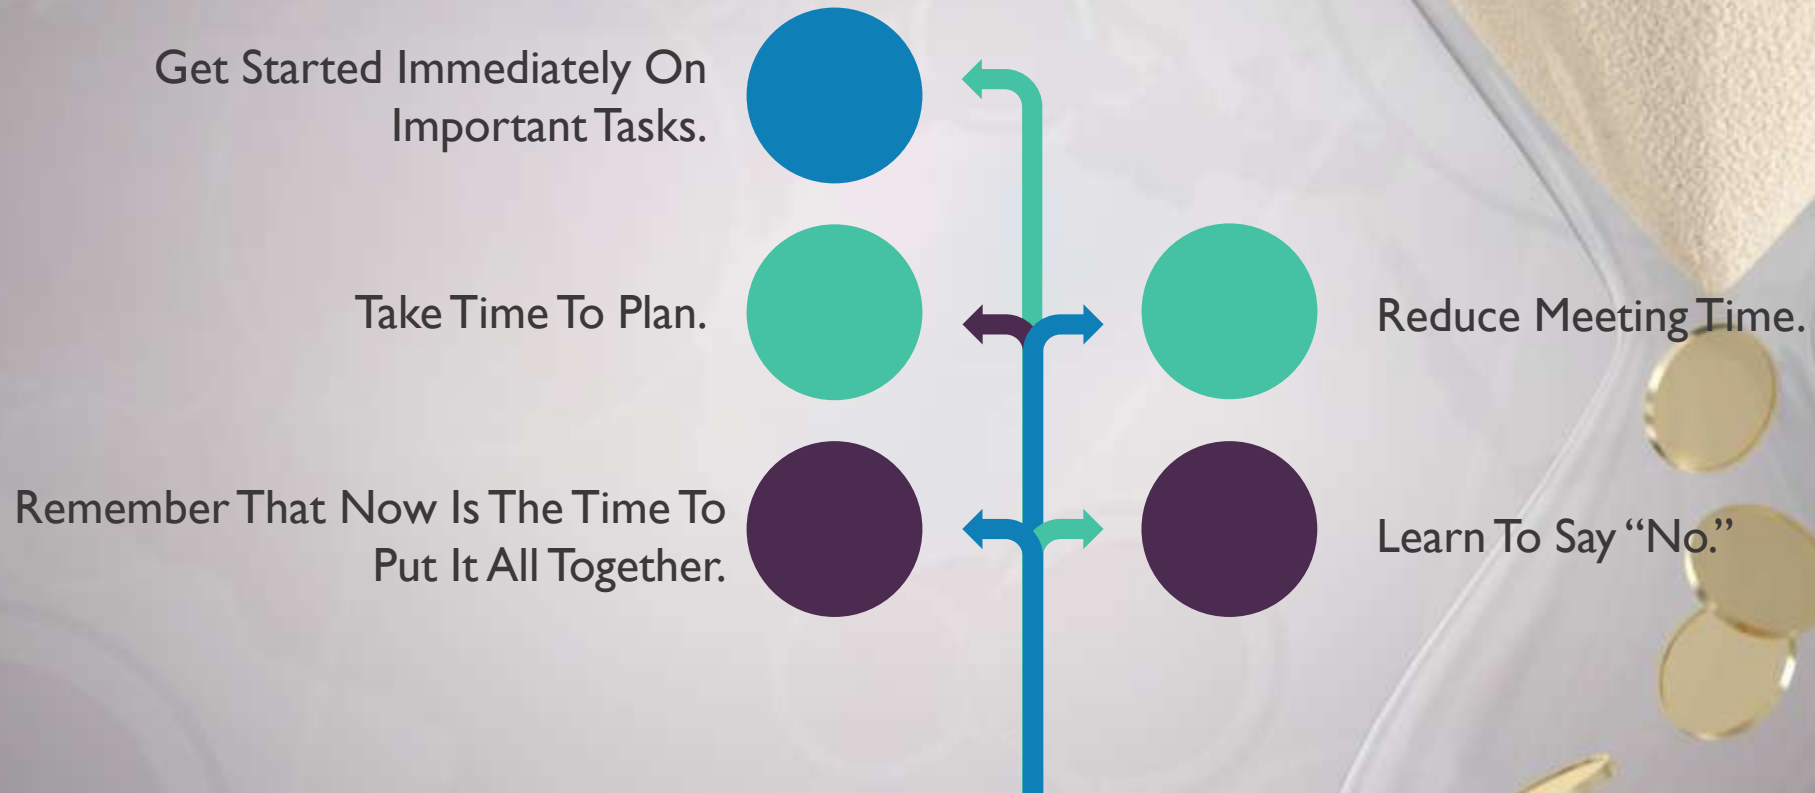 Get Started Immediately On
Important Tasks.
Take Time To Plan.
Reduce Meeting Time.
Remember That Now Is The Time To
Put It All Together.
Learn To Say “No.”